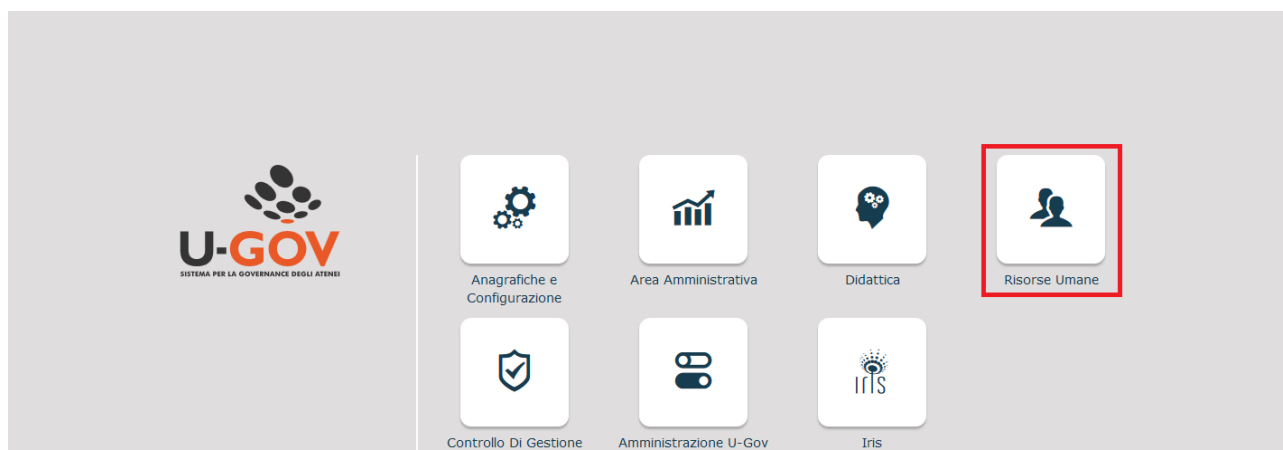 U-GOV
SISTEMA PER LA GOVERNANCE DEGLI ATENEI
Anagrafiche e
Configurazione
Area Amministrativa
Didattica
Risorse Umane
IrIS
Controllo Di Gestione
Amministrazione U-Gov
Iris